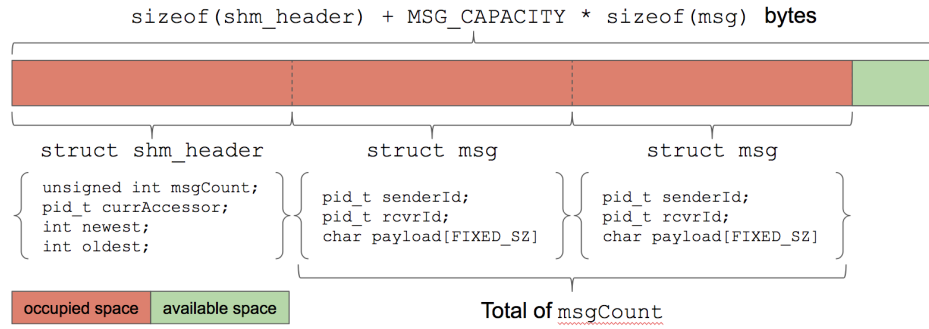 sizeof(shm_header) + MSG_CAPACITY * sizeof(msg) bytes
struct shm_header
unsigned int msgCount;
pid_t currAccessor;
int newest;
int oldest;
struct msg
pid_t senderId;
pid_t rcvrId;
char payload[FIXED_SZ]
struct msg
pid_t senderId;
pid_t rcvrId;
char payload[FIXED_SZ]
occupied space
available space
Total of msgCount